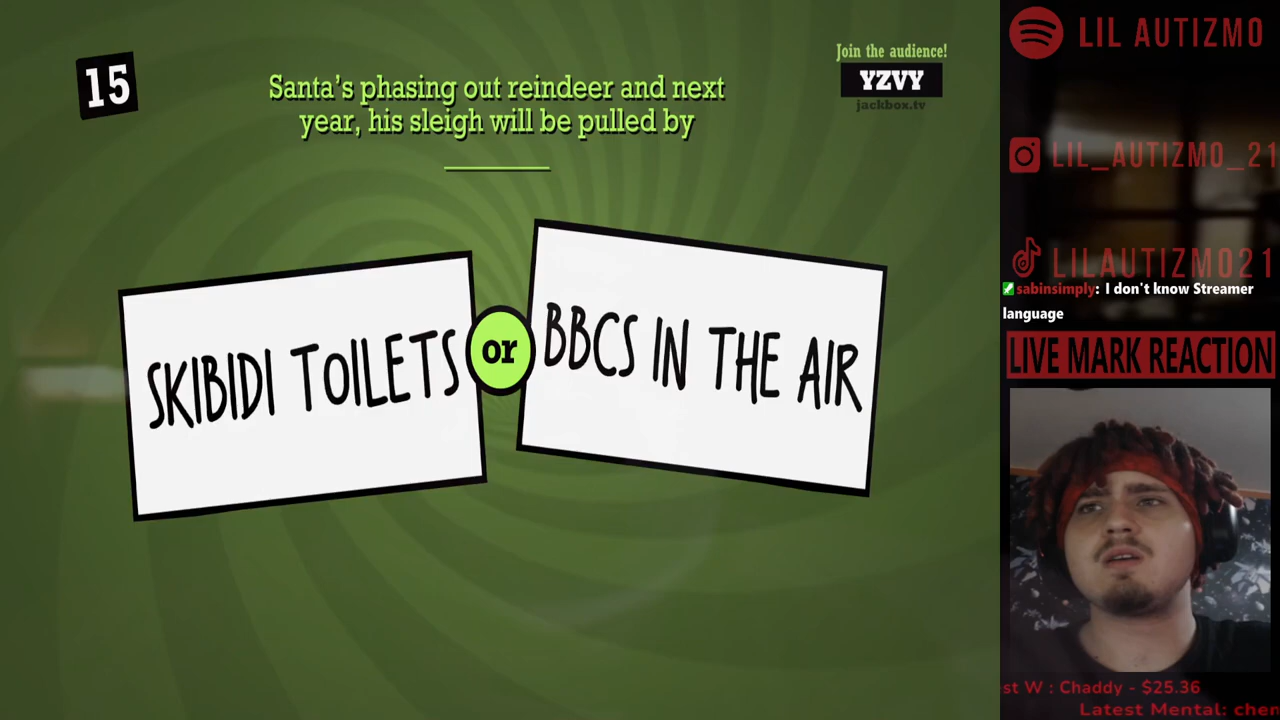 15
Santa's phasing out reindeer and next
year, his sleigh will be pulled by
Join the audience!
YZVY
jackbox.tv
SKIBIDI TOILETS
or
BBCS IN THE AIR
LIL AUTIZMO
LIL_AUTIZMO_21
LILAUTIZMO21
sabinsimply: I don't know Streamer
language
LIVE MARK REACTION
st W : Chaddy - $25.36
Latest Mental: chen